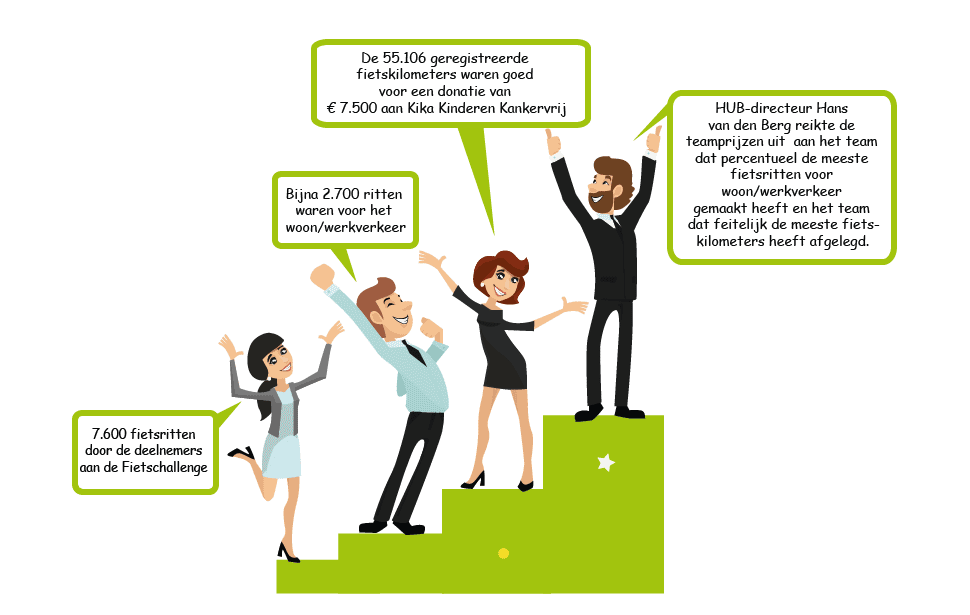 De 55.106 geregistreerde
fietskilometers waren goed
voor een donatie van
€ 7.500 aan Kika Kinderen Kankervrij
HUB-directeur Hans
van den Berg reikte de
teamprijzen uit aan het team
dat percentueel de meeste
fietsritten voor
woon/werkverkeer
gemaakt heeft en het team
dat feitelijk de meeste fiets-
kilometers heeft afgelegd.
Bijna 2.700 ritten
waren voor het
woon/werkverkeer
7.600 fietsritten
door de deelnemers
aan de Fietschallenge